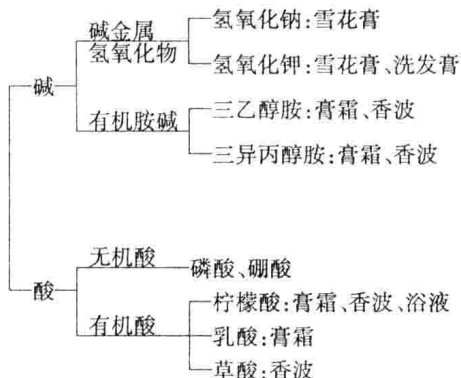 碱
碱金属
氢氧化物
氢氧化钠:雪花膏
氢氧化钾:雪花膏、洗发膏
有机胺碱
三乙醇胺:膏霜、香波
三异丙醇胺:膏霜、香波
酸
无机酸
磷酸、硼酸
有机酸
柠檬酸:膏霜、香波、浴液
乳酸:膏霜
草酸:香波